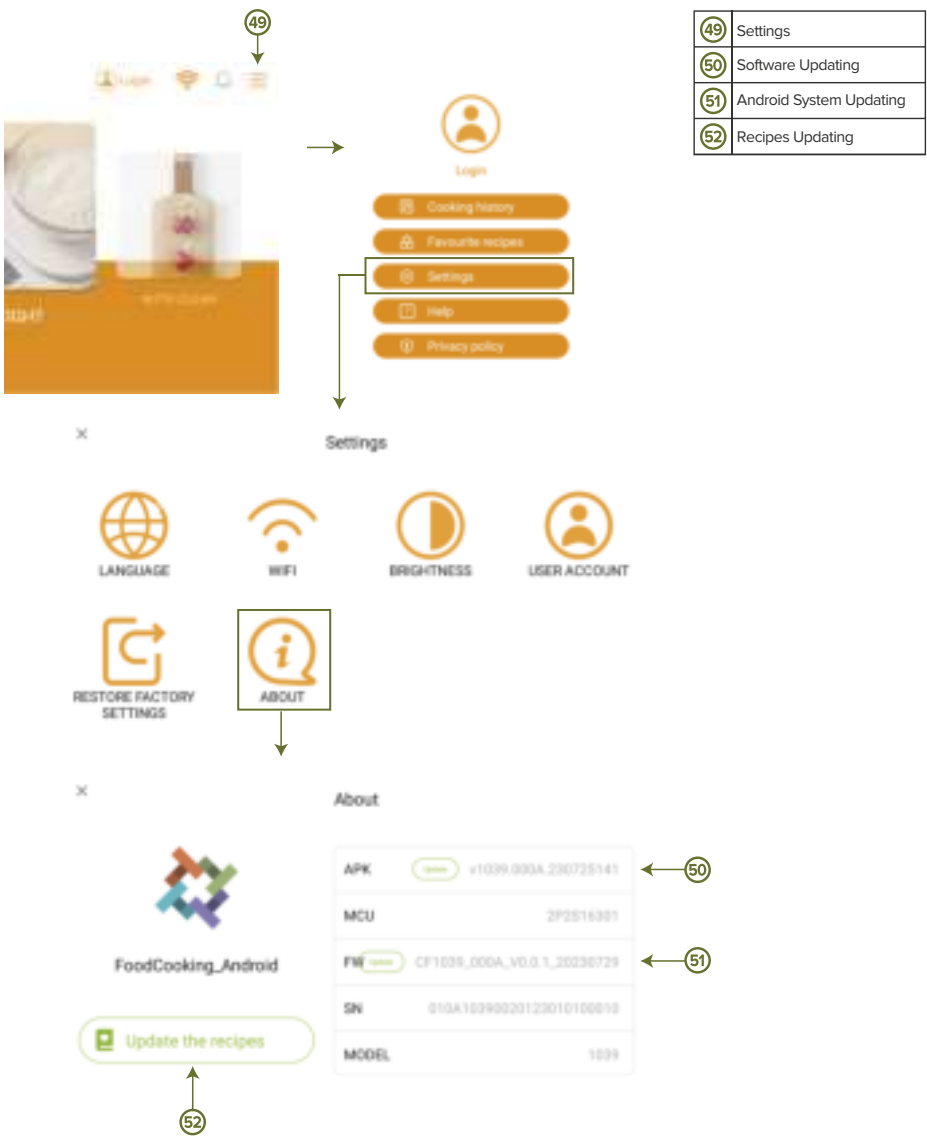 49
49 Settings
50 Software Updating
51 Android System Updating
52 Recipes Updating
Login
Login
Cooking history
Favourite recipes
Settings
Help
Privacy policy
Settings
LANGUAGE
WIFI
BRIGHTNESS
USER ACCOUNT
RESTORE FACTORY
SETTINGS
ABOUT
About
APK Update v1039.000A.230725141
50
MCU 2P2S16301
FW Update CF1039_000A_V0.0.1_20230729
51
FoodCooking_Android
SN 010A10390020123010100010
Update the recipes
MODEL 1039
52